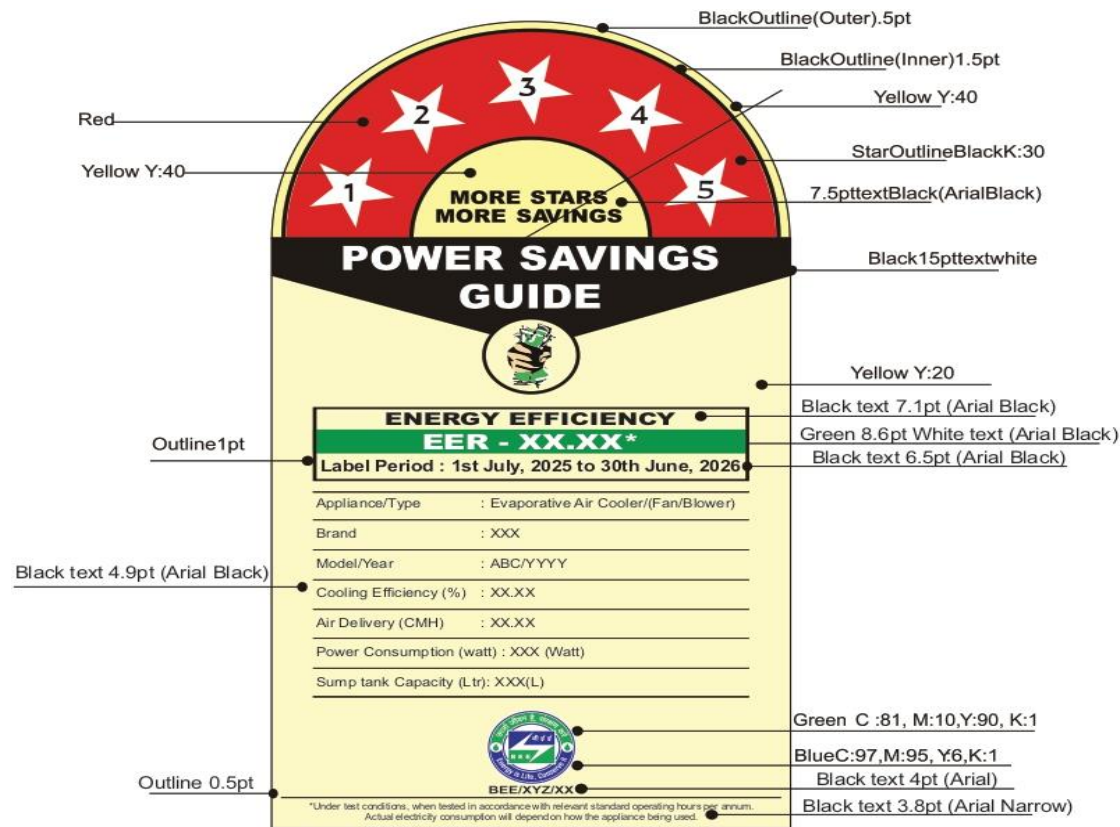 BlackOutline(Outer).5pt
BlackOutline(Inner)1.5pt
Yellow Y:40
Red
StarOutlineBlackK:30
Yellow Y:40
7.5pttextBlack(ArialBlack)
1
2
3
4
5
MORE STARS
MORE SAVINGS
POWER SAVINGS
GUIDE
Black15pttextwhite
Yellow Y:20
ENERGY EFFICIENCY
Black text 7.1pt (Arial Black)
EER - XX.XX*
Green 8.6pt White text (Arial Black)
Outline1pt
Label Period : 1st July, 2025 to 30th June, 2026
Black text 6.5pt (Arial Black)
Appliance/Type : Evaporative Air Cooler/(Fan/Blower)
Brand : XXX
Model/Year : ABC/YYYY
Black text 4.9pt (Arial Black)
Cooling Efficiency (%) : XX.XX
Air Delivery (CMH) : XX.XX
Power Consumption (watt) : XXX (Watt)
Sump tank Capacity (Ltr): XXX(L)
Green C :81, M:10,Y:90, K:1
BlueC:97,M:95, Y:6,K:1
Energy is Life, Conserve it
Outline 0.5pt
BEE/XYZ/XX
Black text 4pt (Arial)
*Under test conditions, when tested in accordance with relevant standard operating hours per annum.
Actual electricity consumption will depend on how the appliance being used.
Black text 3.8pt (Arial Narrow)